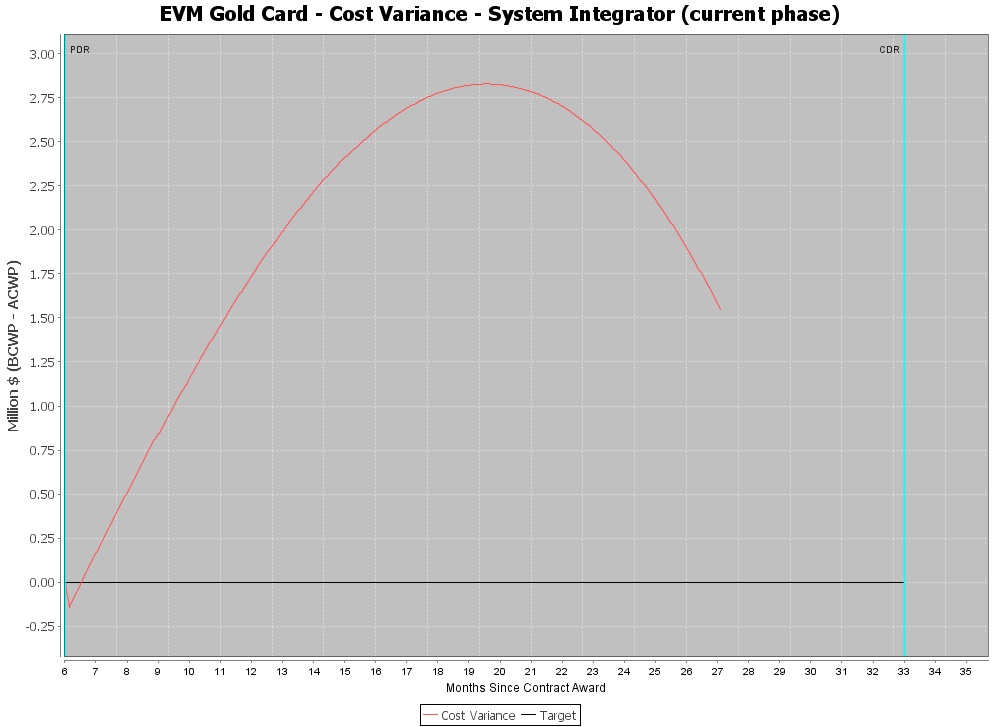 EVM Gold Card - Cost Variance - System Integrator (current phase)
PDR
CDR
3.00
2.75
2.50
2.25
2.00
1.75
1.50
1.25
1.00
0.75
0.50
0.25
0.00
-0.25
Million $ (BCWP - ACWP)
6 7 8 9 10 11 12 13 14 15 16 17 18 19 20 21 22 23 24 25 26 27 28 29 30 31 32 33 34 35
Months Since Contract Award
Cost Variance Target